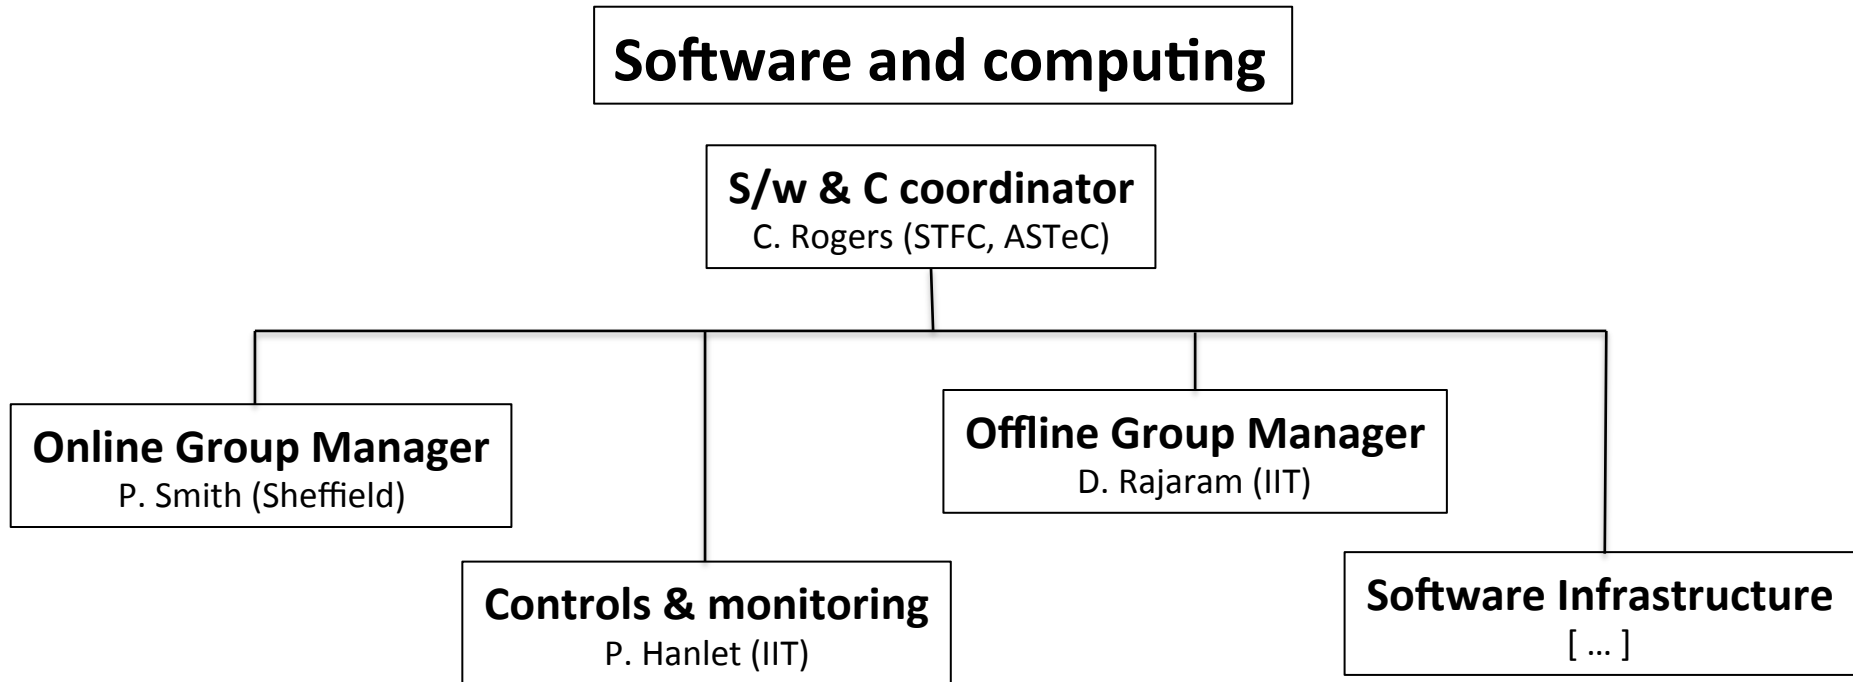 Software and computing
S/w & C coordinator
C. Rogers (STFC, ASTeC)
Online Group Manager
P. Smith (Sheffield)
Offline Group Manager
D. Rajaram (IIT)
Controls & monitoring
P. Hanlet (IIT)
Software Infrastructure
[ ... ]